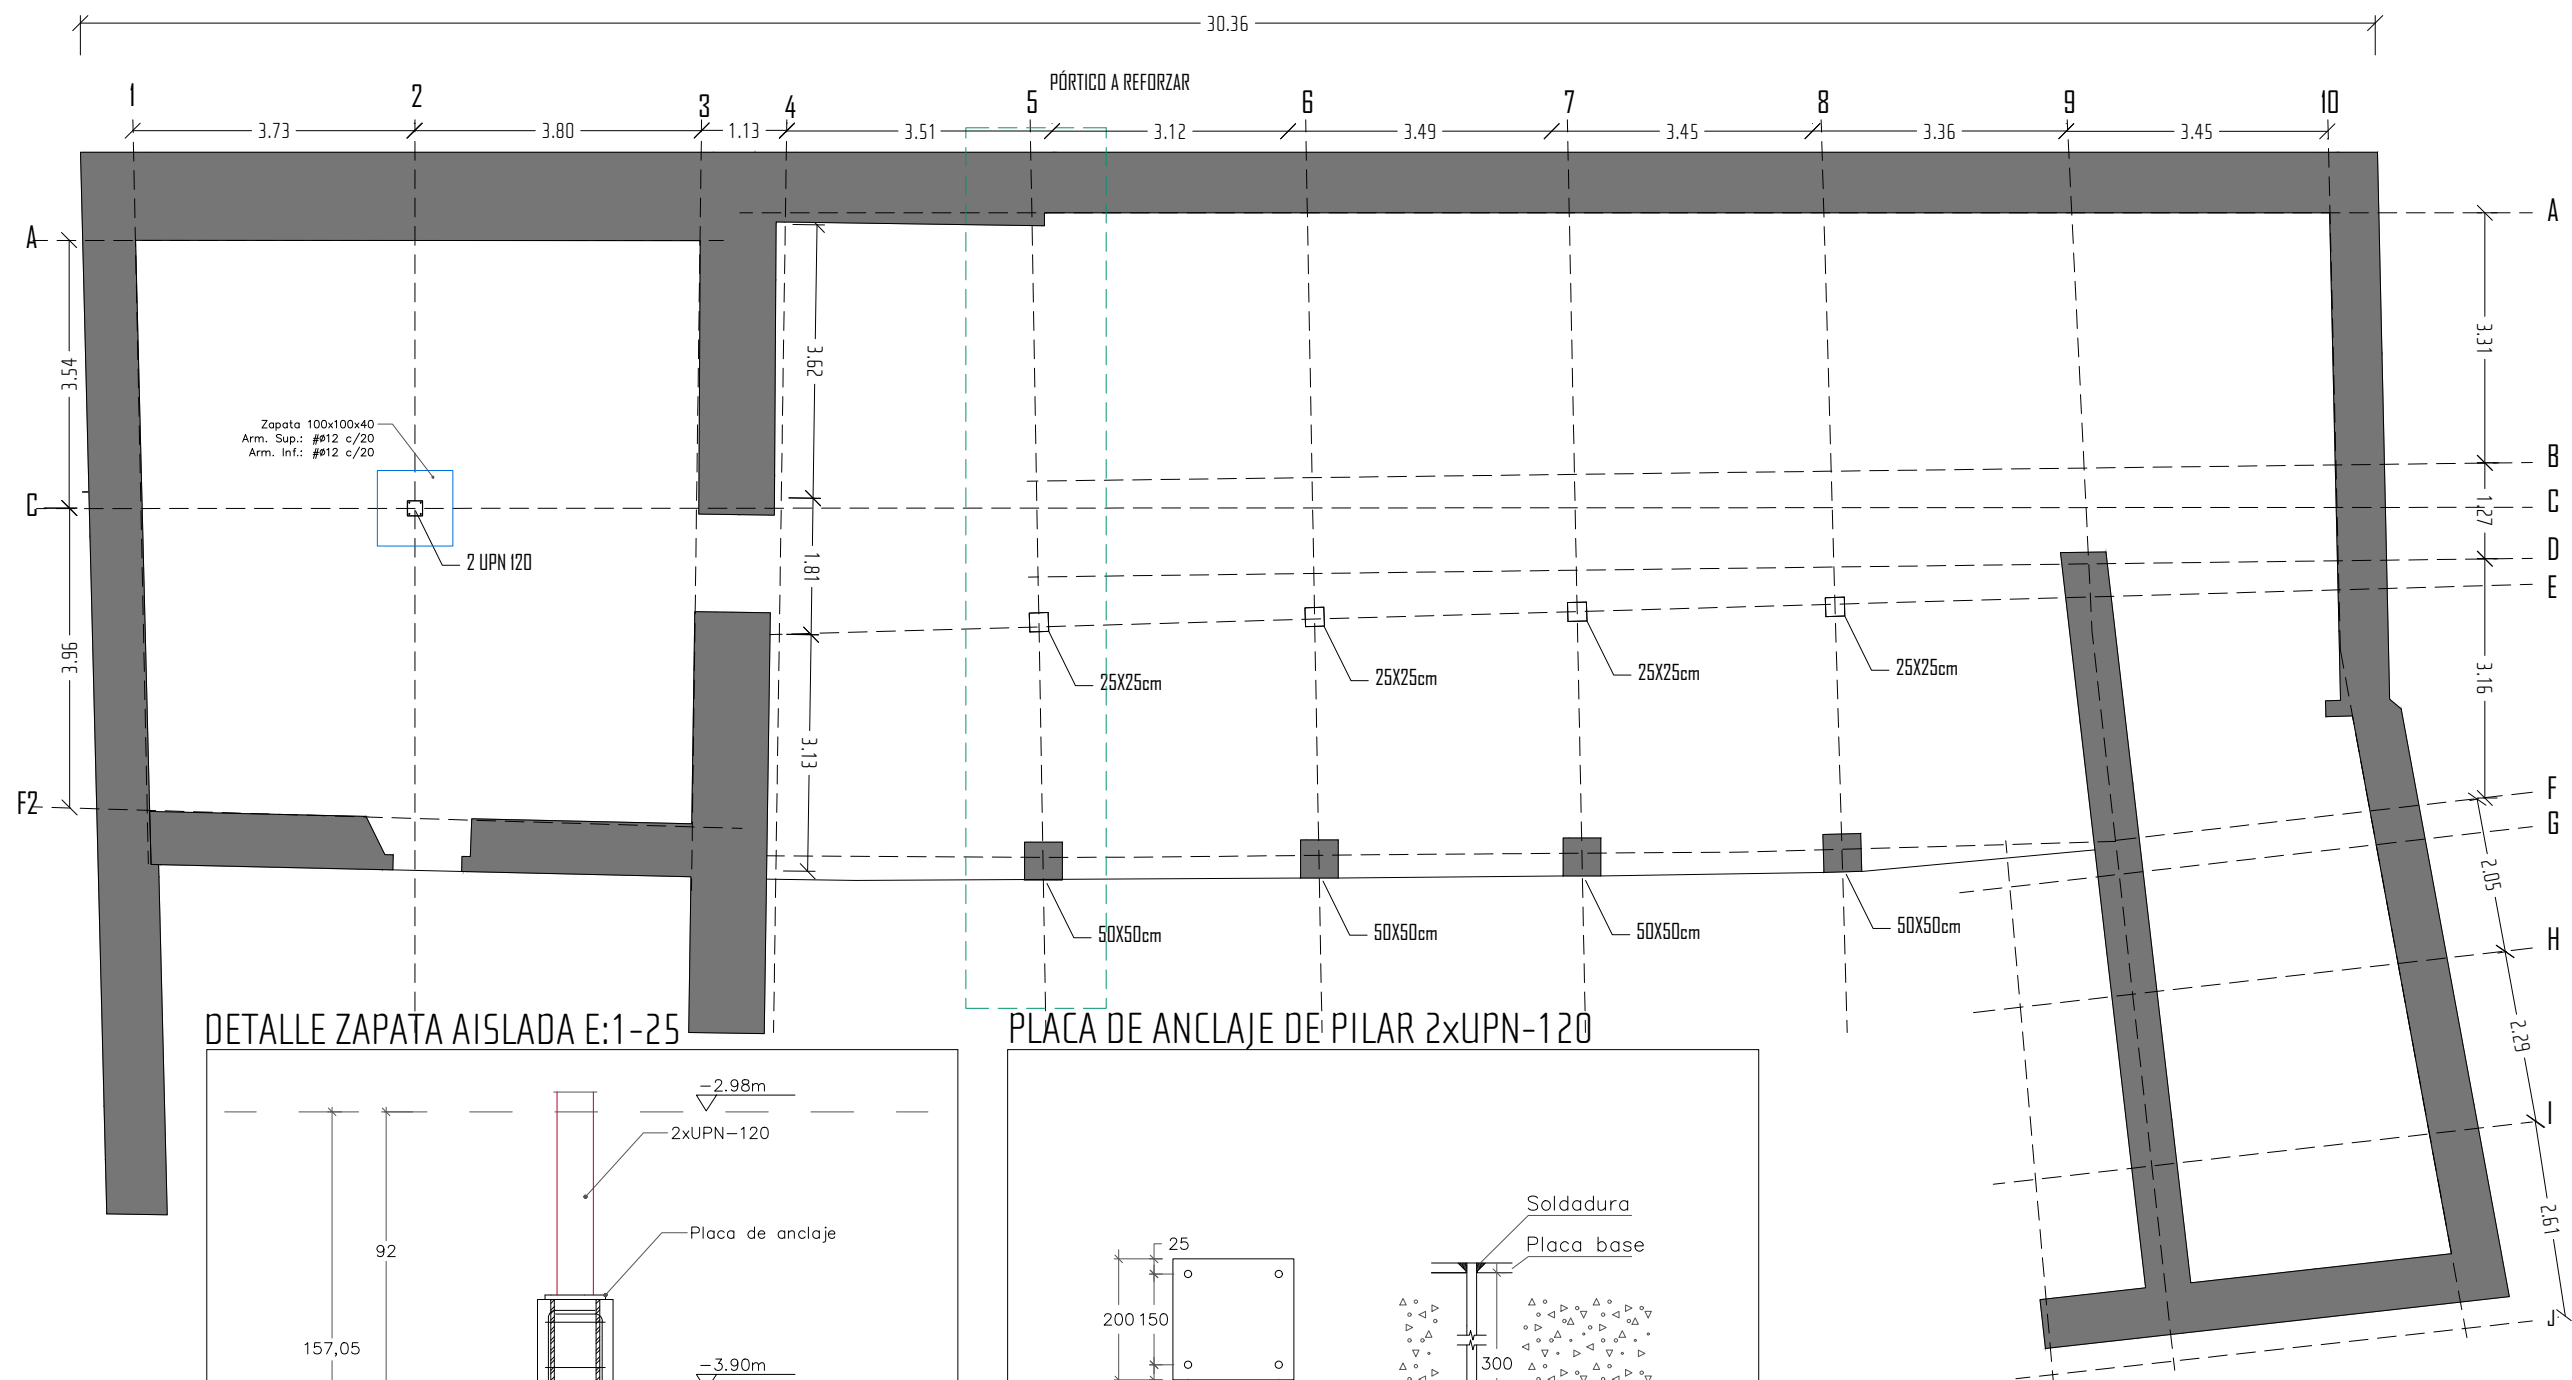 30.36
PÓRTICO A REFORZAR
1 2 3 4 5 6 7 8 9 10
3.73 3.80 1.13 3.51 3.12 3.49 3.45 3.36 3.45
A A
3.54
3.62
3.31
Zapata 100x100x40
Arm. Sup.: #ø12 c/20
Arm. Inf.: #ø12 c/20
B
C C
1.27
2 UPN 120
1.81
D
E
3.96
25X25cm 25X25cm 25X25cm 25X25cm
3.16
3.13
F2 F
G
2.05
50X50cm 50X50cm 50X50cm 50X50cm
H
2.29
I
2.61
J
DETALLE ZAPATA AISLADA E:1-25
-2.98m
2xUPN-120
Placa de anclaje
92
157,05
-3.90m
PLACA DE ANCLAJE DE PILAR 2xUPN-120
Soldadura
Placa base
25
200 150
300